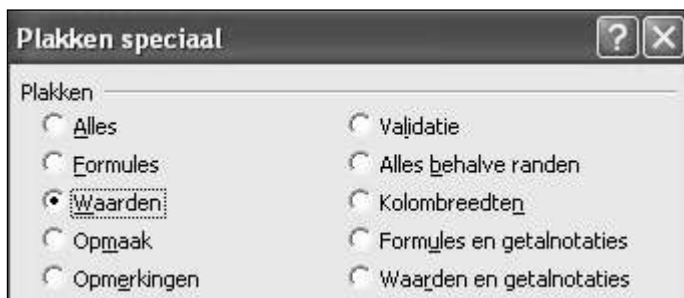 Plakken speciaal
Plakken
Alles
Formules
Waarden
Opmaak
Opmerkingen
Validatie
Alles behalve randen
Kolombreedten
Formules en getalnotaties
Waarden en getalnotaties